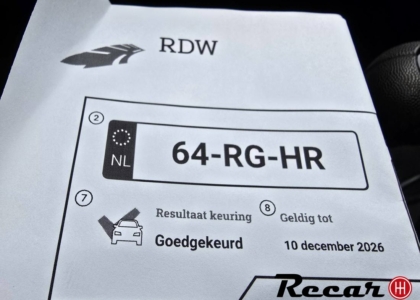 RDW
2
NL
64-RG-HR
7
Resultaat keuring
Goedgekeurd
8
Geldig tot
10 december 2026
Recar